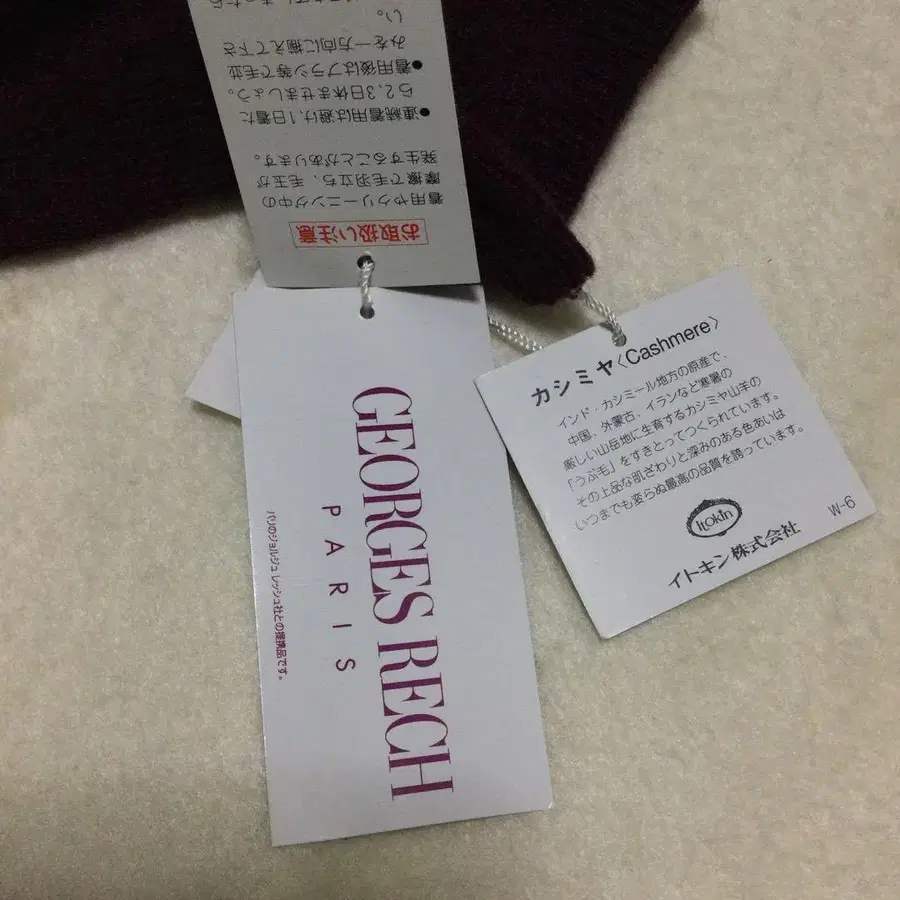 お取扱い注意
着用やクリーニング中の
摩擦で毛羽立ち、毛玉が
発生することがあります。
●連続着用は避け、1日着た
ら2,3日休ませましょう。
●着用後はブラシ等で毛並
みを一方向に揃えて下さ
い。
GEORGES RECH
PARIS
パリのジョルジュ レッシュ社との提携品です。
カシミヤ〈Cashmere〉
インド・カシミール地方の原産で、
中国、外蒙古、イランなど寒暑の
厳しい山岳地に生育するカシミヤ山羊の
「うぶ毛」をすきとってつくられています。
その上品な肌ざわりと深みのある色あいは
いつまでも変らぬ最高の品質を誇っています。
Itokin
W-6
イトキン株式会社